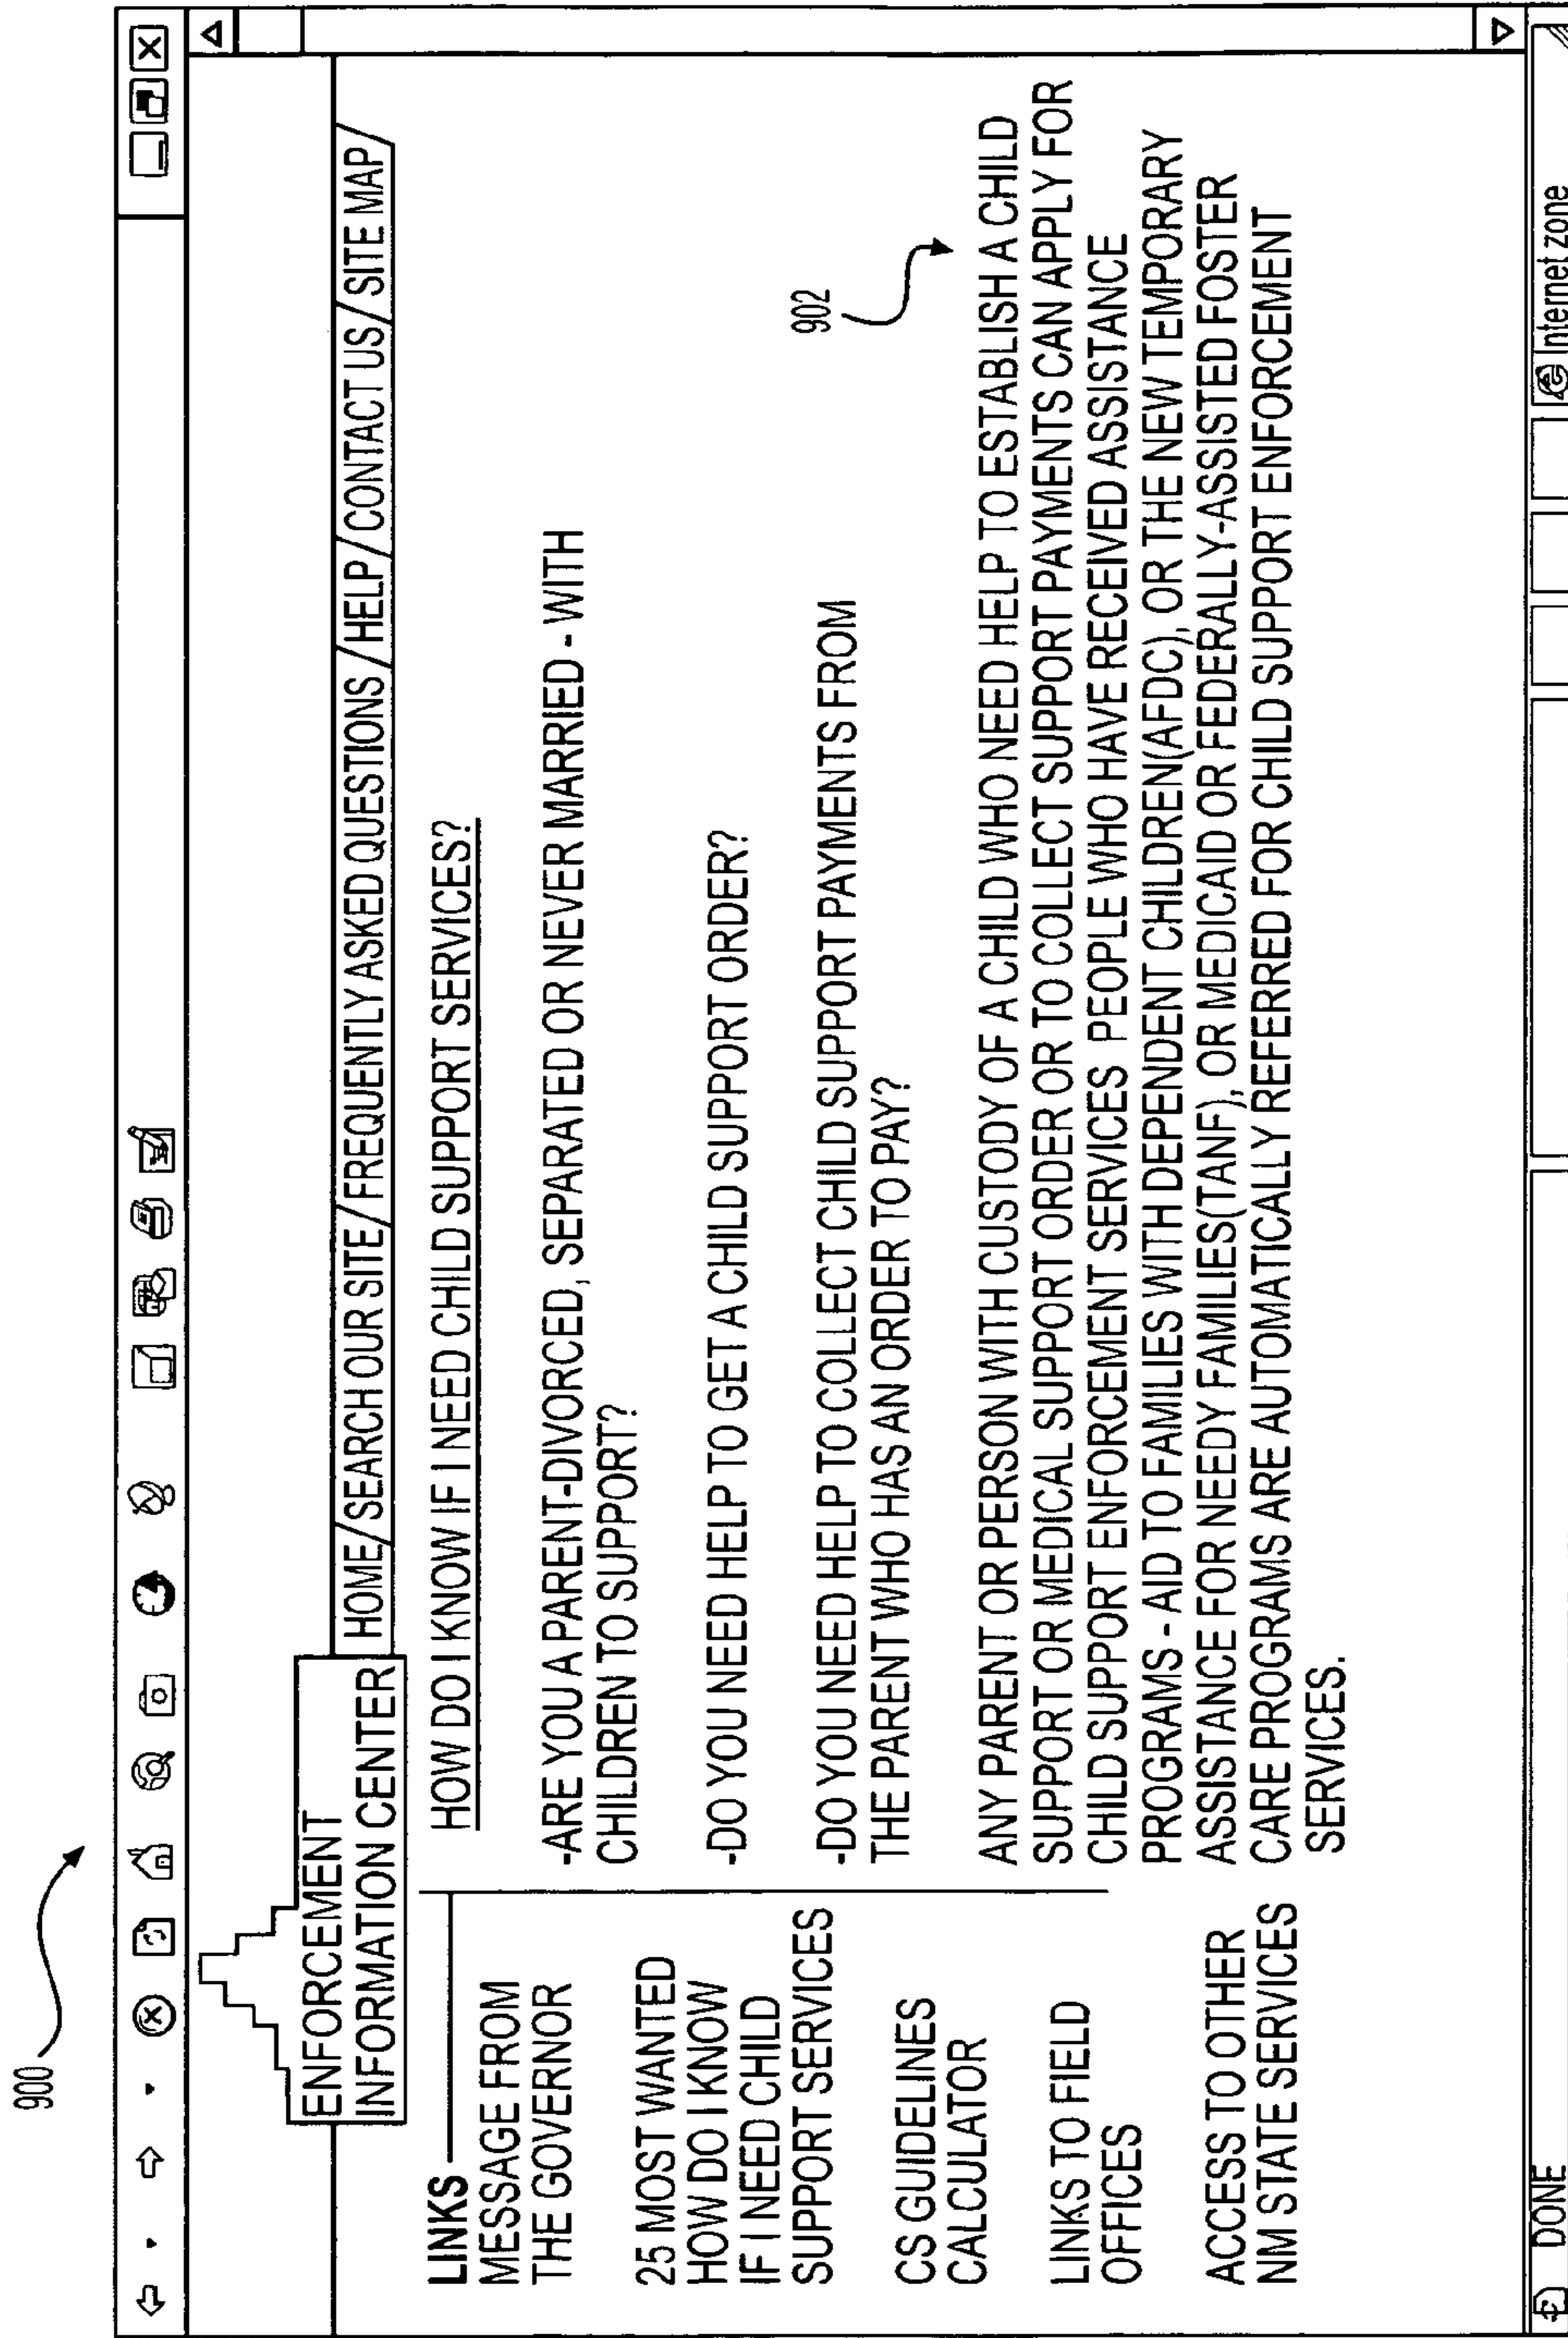 900
ENFORCEMENT
INFORMATION CENTER
HOME/SEARCH OUR SITE/FREQUENTLY ASKED QUESTIONS/HELP/CONTACT US/SITE MAP
LINKS
MESSAGE FROM
THE GOVERNOR
25 MOST WANTED
HOW DO I KNOW
IF I NEED CHILD
SUPPORT SERVICES
CS GUIDELINES
CALCULATOR
LINKS TO FIELD
OFFICES
ACCESS TO OTHER
NM STATE SERVICES
HOW DO I KNOW IF I NEED CHILD SUPPORT SERVICES?
-ARE YOU A PARENT-DIVORCED, SEPARATED OR NEVER MARRIED - WITH
CHILDREN TO SUPPORT?
-DO YOU NEED HELP TO GET A CHILD SUPPORT ORDER?
-DO YOU NEED HELP TO COLLECT CHILD SUPPORT PAYMENTS FROM
THE PARENT WHO HAS AN ORDER TO PAY?
902
ANY PARENT OR PERSON WITH CUSTODY OF A CHILD WHO NEED HELP TO ESTABLISH A CHILD
SUPPORT OR MEDICAL SUPPORT ORDER OR TO COLLECT SUPPORT PAYMENTS CAN APPLY FOR
CHILD SUPPORT ENFORCEMENT SERVICES PEOPLE WHO HAVE RECEIVED ASSISTANCE
PROGRAMS - AID TO FAMILIES WITH DEPENDENT CHILDREN(AFDC), OR THE NEW TEMPORARY
ASSISTANCE FOR NEEDY FAMILIES(TANF), OR MEDICAID OR FEDERALLY-ASSISTED FOSTER
CARE PROGRAMS ARE AUTOMATICALLY REFERRED FOR CHILD SUPPORT ENFORCEMENT
SERVICES.
DONE
Internet zone